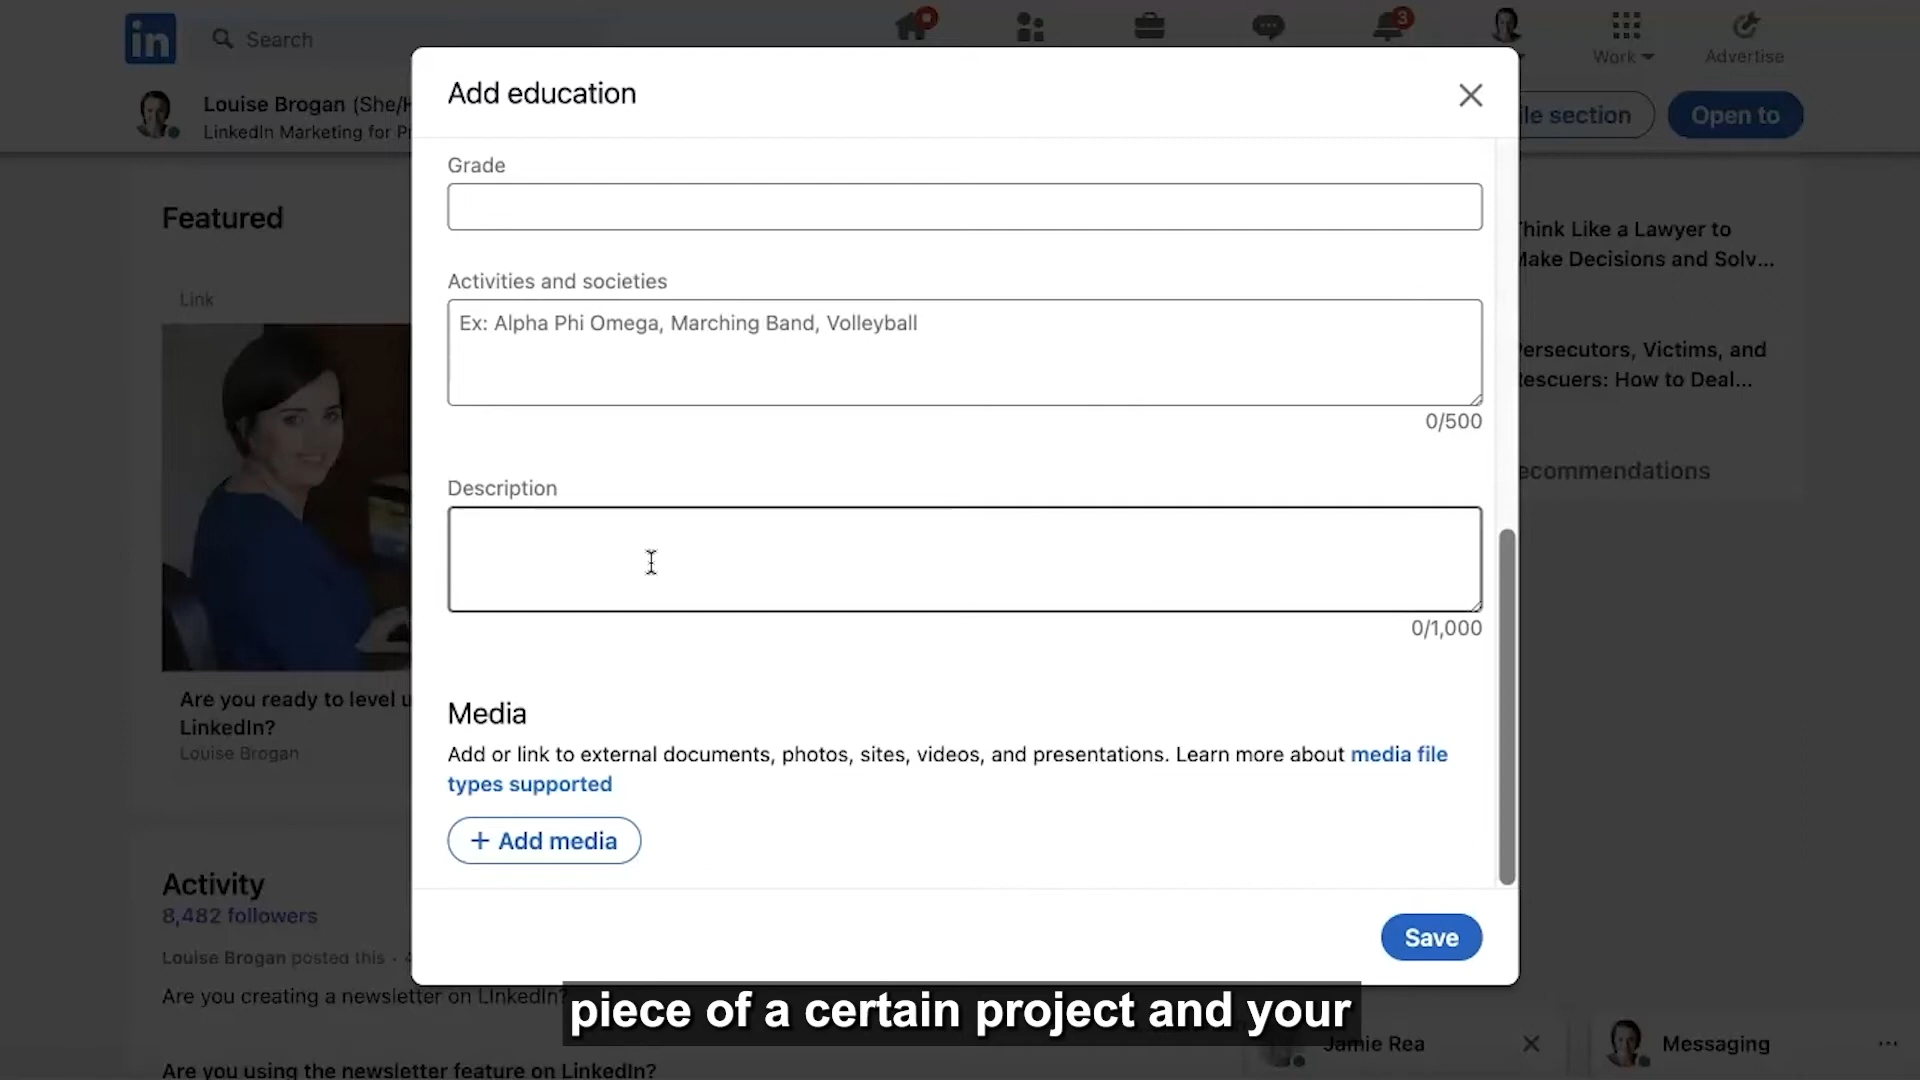 in
Search
3
Work
Advertise
Louise Brogan (She/H
LinkedIn Marketing for Pr
le section
Open to
Add education
Grade
Featured
Link
Activities and societies
Ex: Alpha Phi Omega, Marching Band, Volleyball
0/500
Think Like a Lawyer to
Make Decisions and Solv...
Persecutors, Victims, and
Rescuers: How to Deal...
ecommendations
Description
0/1,000
Are you ready to level u
LinkedIn?
Louise Brogan
Media
Add or link to external documents, photos, sites, videos, and presentations. Learn more about media file
types supported
+ Add media
Activity
8,482 followers
Louise Brogan posted this ·
Are you creating a newsletter on LinkedIn?
Save
piece of a certain project and your
Jamie Rea
Messaging
Are you using the newsletter feature on LinkedIn?